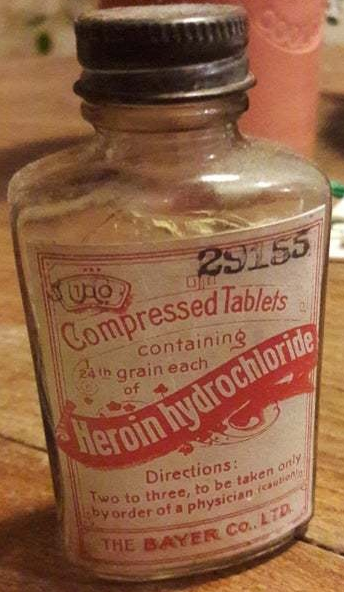 29155
Compressed Tablets
containing
24th grain each
of
Heroin hydrochloride
Directions:
Two to three, to be taken only
by order of a physician (caution)
THE BAYER CO., LTD.